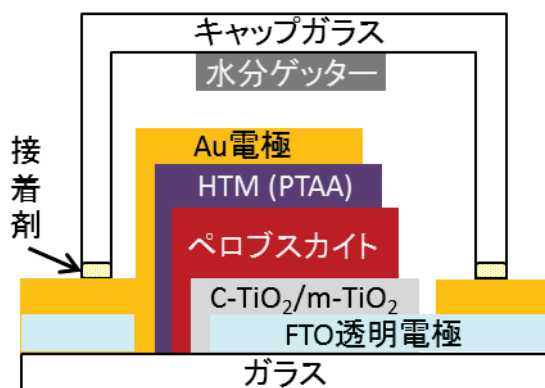 キャップガラス
水分ゲッター
Au電極
接着剤
HTM (PTAA)
ペロブスカイト
C-TiO₂/m-TiO₂
FTO透明電極
ガラス